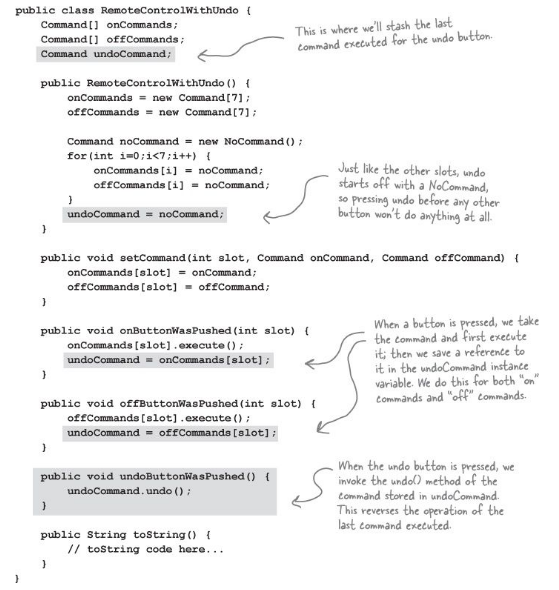 public class RemoteControlWithUndo {
Command[] onCommands;
Command[] offCommands;
Command undoCommand;
This is where we'll stash the last
command executed for the undo button.
public RemoteControlWithUndo() {
onCommands = new Command[7];
offCommands = new Command[7];
Command noCommand = new NoCommand();
for(int i=0;i<7;i++) {
onCommands[i] = noCommand;
offCommands[i] = noCommand;
}
undoCommand = noCommand;
}
Just like the other slots, undo
starts off with a NoCommand,
so pressing undo before any other
button won't do anything at all.
public void setCommand(int slot, Command onCommand, Command offCommand) {
onCommands[slot] = onCommand;
offCommands[slot] = offCommand;
}
public void onButtonWasPushed(int slot) {
onCommands[slot].execute();
undoCommand = onCommands[slot];
}
When a button is pressed, we take
the command and first execute
it; then we save a reference to
it in the undoCommand instance
variable. We do this for both "on"
commands and "off" commands.
public void offButtonWasPushed(int slot) {
offCommands[slot].execute();
undoCommand = offCommands[slot];
}
public void undoButtonWasPushed() {
undoCommand.undo();
}
When the undo button is pressed, we
invoke the undo() method of the
command stored in undoCommand.
This reverses the operation of the
last command executed.
public String toString() {
// toString code here...
}
}